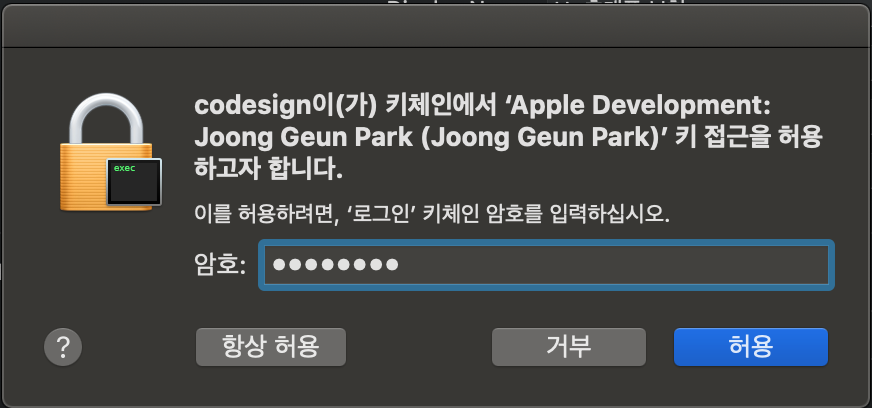 codesign이(가) 키체인에서 ‘Apple Development:
Joong Geun Park (Joong Geun Park)’ 키 접근을 허용
하고자 합니다.
exec
이를 허용하려면, ‘로그인’ 키체인 암호를 입력하십시오.
암호: ●●●●●●●●
? 항상 허용 거부 허용